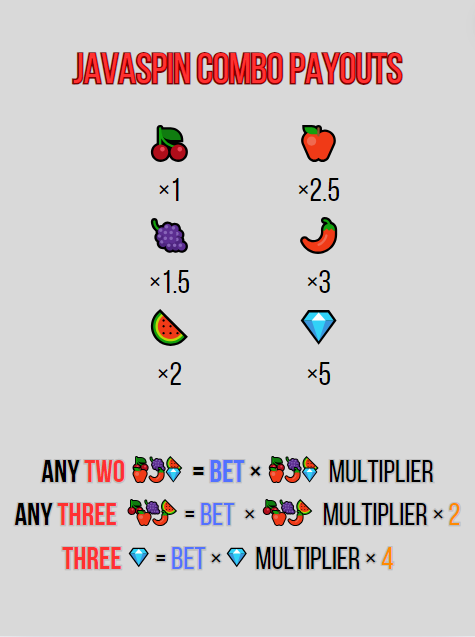 JAVASPIN COMBO PAYOUTS
×1 ×2.5
×1.5 ×3
×2 ×5
ANY TWO = BET × MULTIPLIER
ANY THREE = BET × MULTIPLIER × 2
THREE = BET × MULTIPLIER × 4